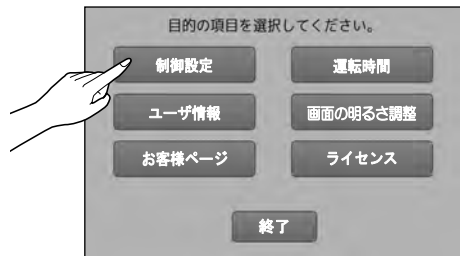 目的の項目を選択してください。
制御設定 運転時間
ユーザ情報 画面の明るさ調整
お客様ページ ライセンス
終了